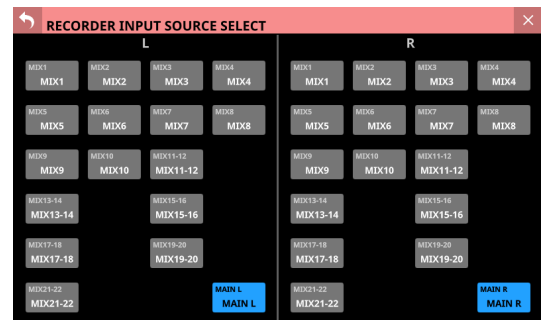 RECORDER INPUT SOURCE SELECT
L
MIX1 MIX2 MIX3 MIX4
MIX1 MIX2 MIX3 MIX4
MIX5 MIX6 MIX7 MIX8
MIX5 MIX6 MIX7 MIX8
MIX9 MIX10 MIX11-12
MIX9 MIX10 MIX11-12
MIX13-14 MIX15-16
MIX13-14 MIX15-16
MIX17-18 MIX19-20
MIX17-18 MIX19-20
MIX21-22 MAIN L
MIX21-22 MAIN L
R
MIX1 MIX2 MIX3 MIX4
MIX1 MIX2 MIX3 MIX4
MIX5 MIX6 MIX7 MIX8
MIX5 MIX6 MIX7 MIX8
MIX9 MIX10 MIX11-12
MIX9 MIX10 MIX11-12
MIX13-14 MIX15-16
MIX13-14 MIX15-16
MIX17-18 MIX19-20
MIX17-18 MIX19-20
MIX21-22 MAIN R
MIX21-22 MAIN R